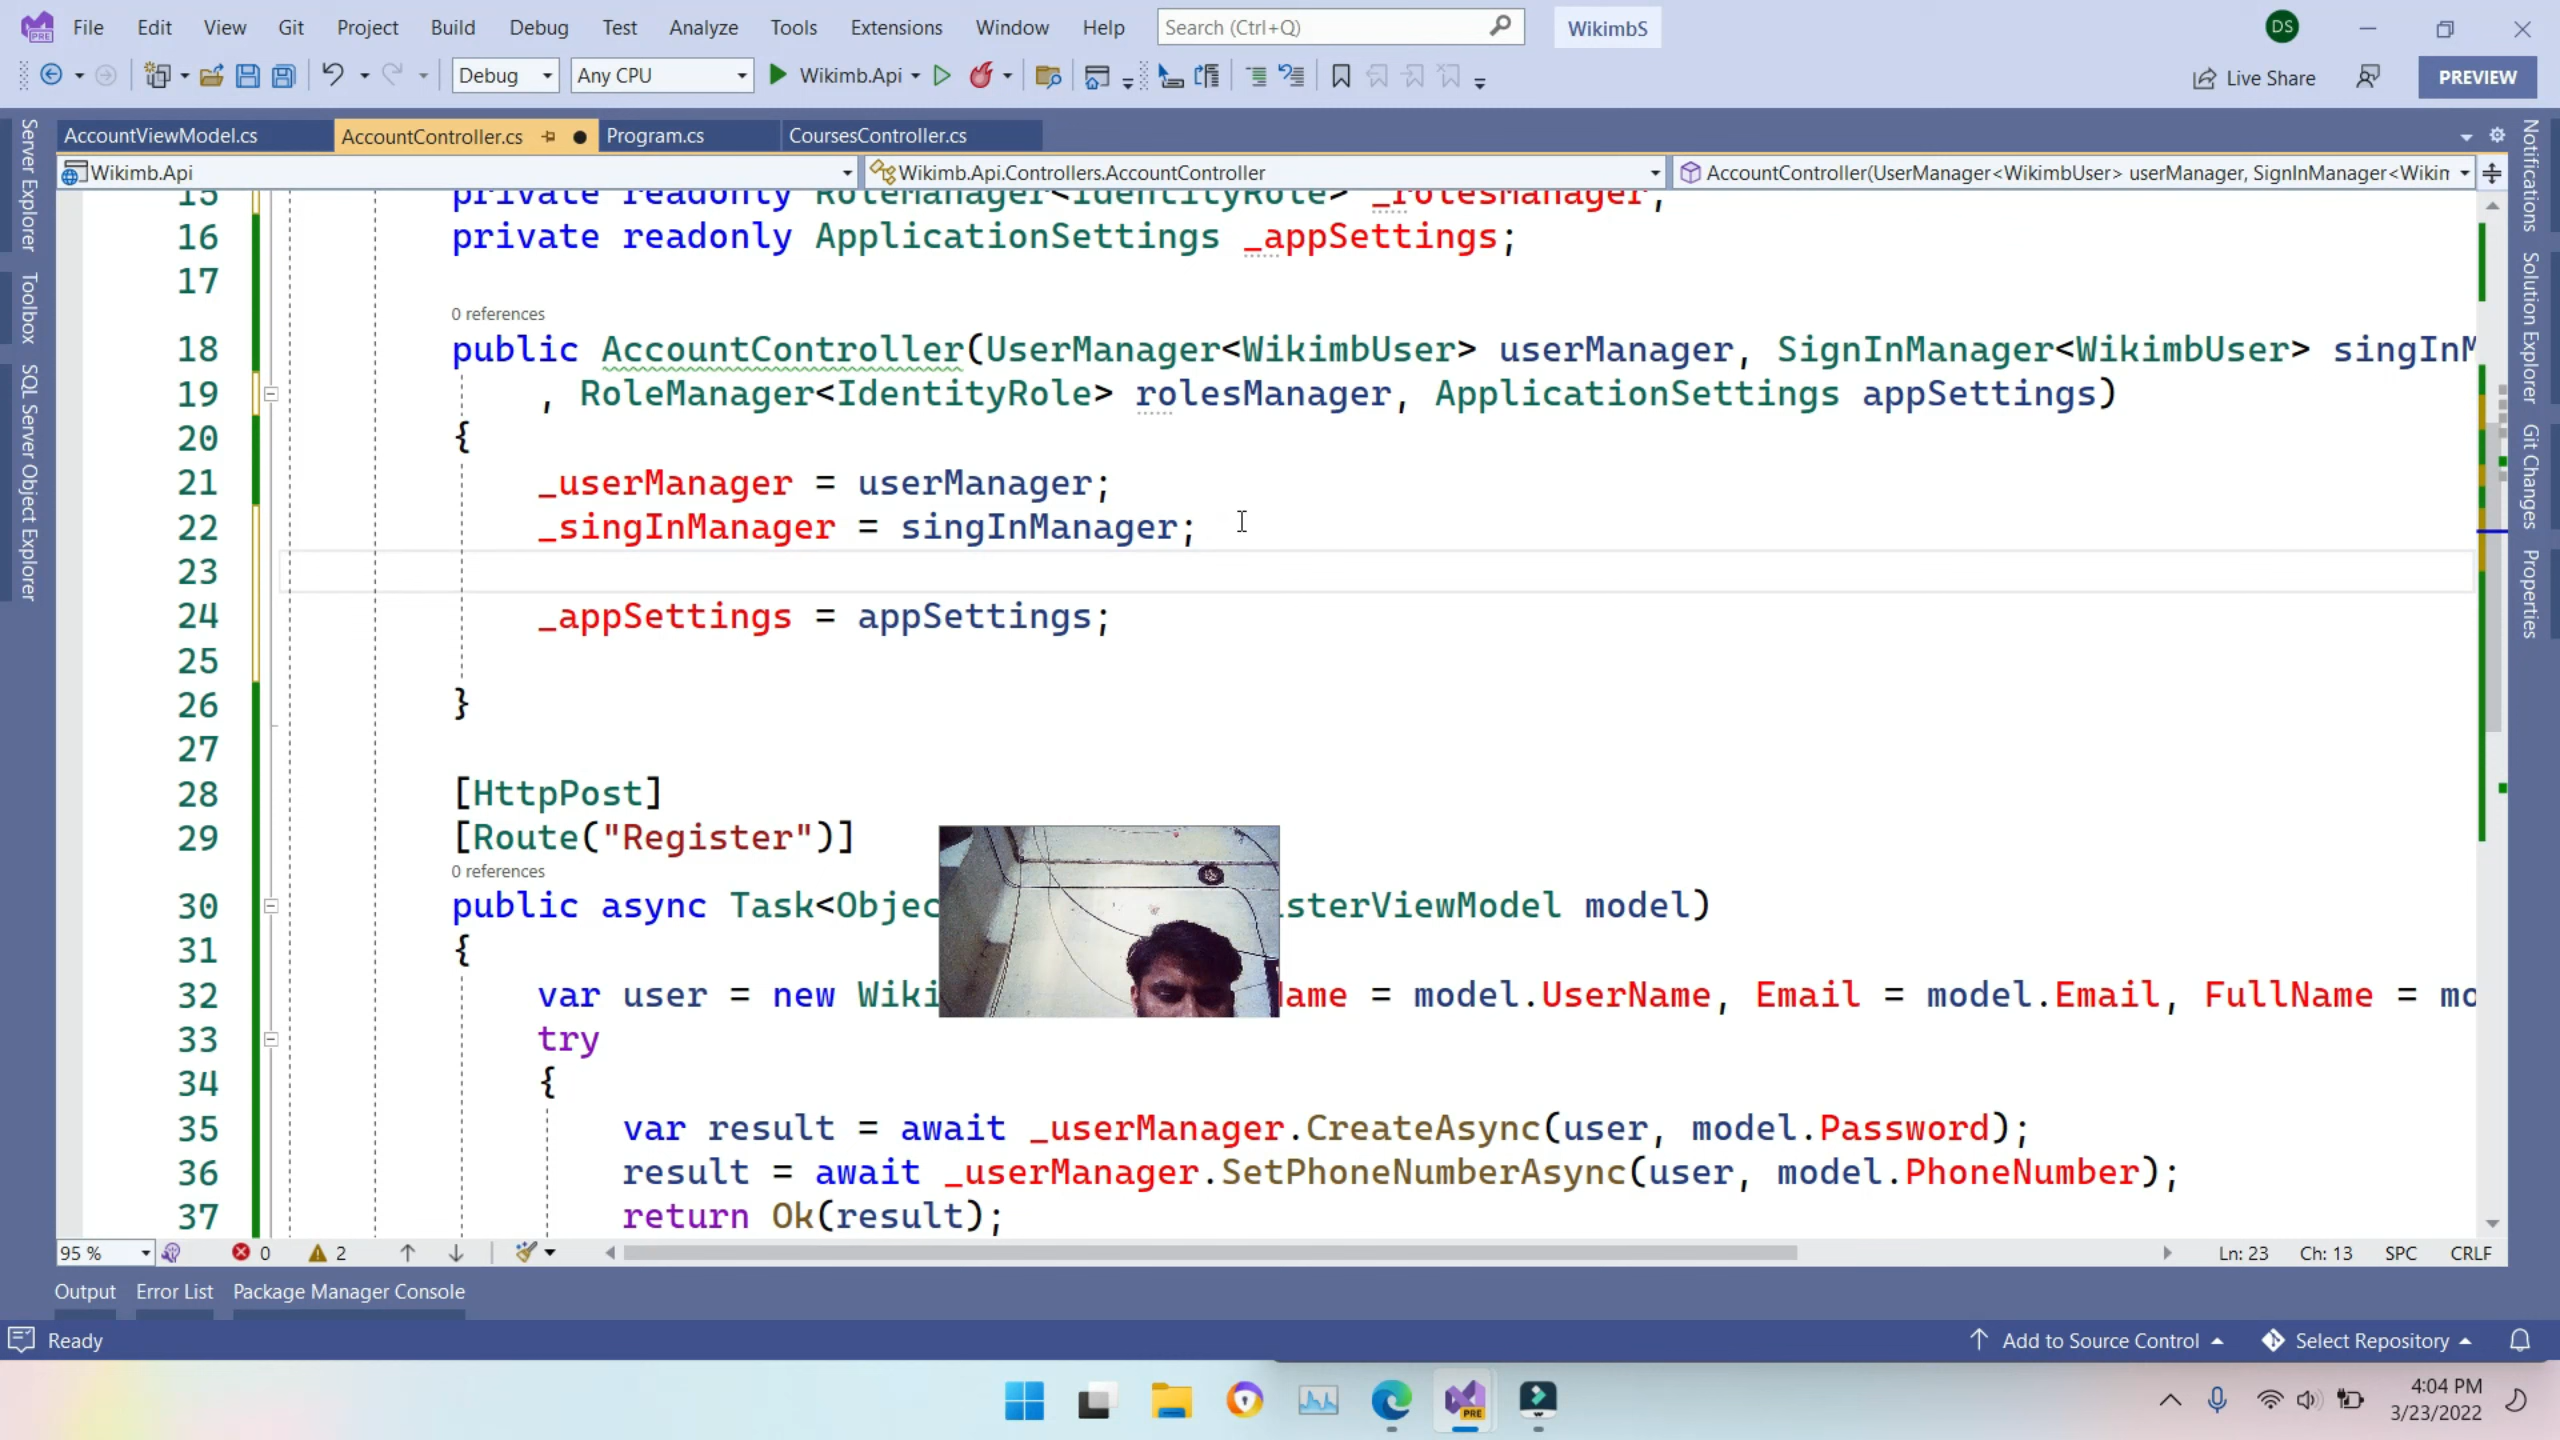 File Edit View Git Project Build Debug Test Analyze Tools Extensions Window Help Search (Ctrl+Q) WikimbS DS
Debug Any CPU Wikimb.Api Live Share PREVIEW
AccountViewModel.cs AccountController.cs Program.cs CoursesController.cs
Wikimb.Api Wikimb.Api.Controllers.AccountController AccountController(UserManager<WikimbUser> userManager, SignInManager<Wikin
Server Explorer
Toolbox
SQL Server Object Explorer
15 private readonly RoleManager<IdentityRole> _rolesManager;
16 private readonly ApplicationSettings _appSettings;
17
0 references
18 public AccountController(UserManager<WikimbUser> userManager, SignInManager<WikimbUser> singInM
19 , RoleManager<IdentityRole> rolesManager, ApplicationSettings appSettings)
20 {
21 _userManager = userManager;
22 _singInManager = singInManager;
23
24 _appSettings = appSettings;
25
26 }
27
28 [HttpPost]
29 [Route("Register")]
0 references
30 public async Task<Objec sterViewModel model)
31 {
32 var user = new Wiki ame = model.UserName, Email = model.Email, FullName = mo
33 try
34 {
35 var result = await _userManager.CreateAsync(user, model.Password);
36 result = await _userManager.SetPhoneNumberAsync(user, model.PhoneNumber);
37 return Ok(result);
Notifications
Solution Explorer
Git Changes
Properties
95 % 0 2 Ln: 23 Ch: 13 SPC CRLF
Output Error List Package Manager Console
Ready Add to Source Control Select Repository
PRE
4:04 PM
3/23/2022